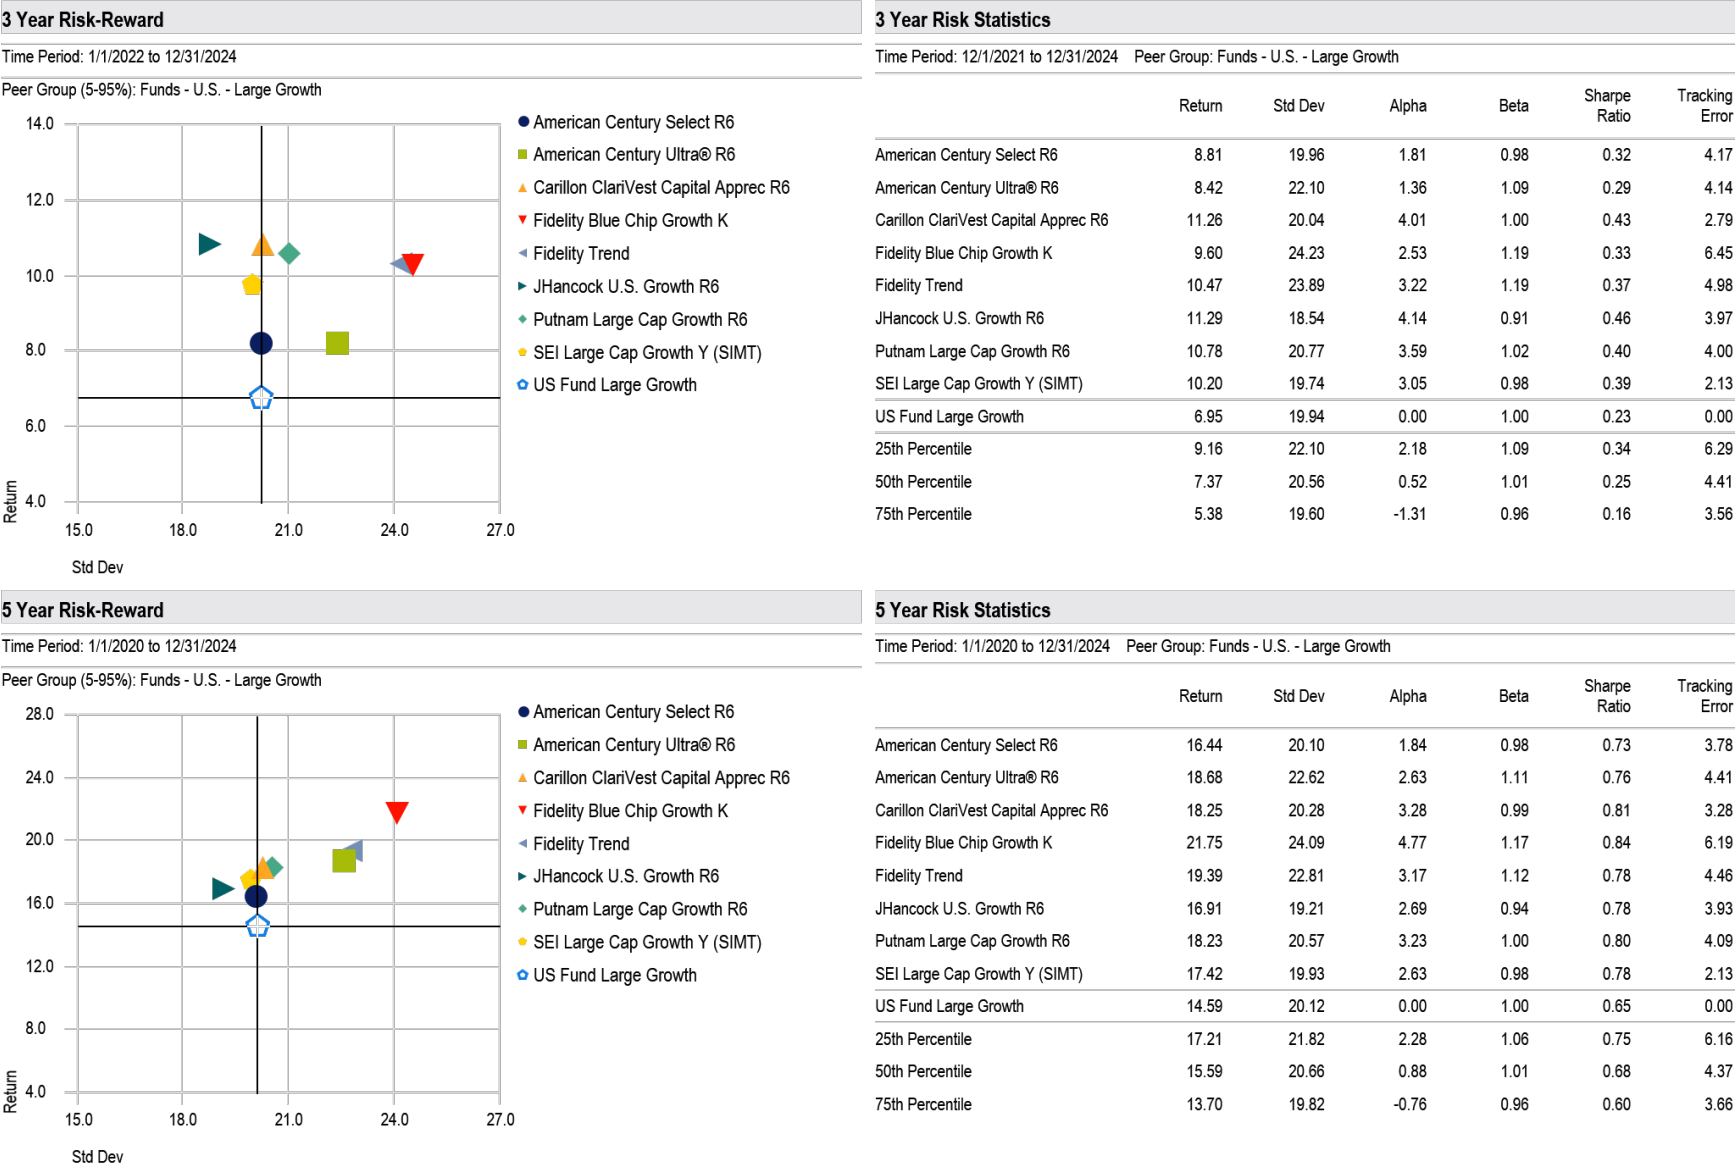 3 Year Risk-Reward
Time Period: 1/1/2022 to 12/31/2024
Peer Group (5-95%): Funds - U.S. - Large Growth
14.0
12.0
10.0
8.0
6.0
4.0
Return
15.0 18.0 21.0 24.0 27.0
Std Dev
American Century Select R6
American Century Ultra® R6
Carillon ClariVest Capital Apprec R6
Fidelity Blue Chip Growth K
Fidelity Trend
JHancock U.S. Growth R6
Putnam Large Cap Growth R6
SEI Large Cap Growth Y (SIMT)
US Fund Large Growth
3 Year Risk Statistics
Time Period: 12/1/2021 to 12/31/2024 Peer Group: Funds - U.S. - Large Growth
Return Std Dev Alpha Beta Sharpe Ratio Tracking Error
American Century Select R6 8.81 19.96 1.81 0.98 0.32 4.17
American Century Ultra® R6 8.42 22.10 1.36 1.09 0.29 4.14
Carillon ClariVest Capital Apprec R6 11.26 20.04 4.01 1.00 0.43 2.79
Fidelity Blue Chip Growth K 9.60 24.23 2.53 1.19 0.33 6.45
Fidelity Trend 10.47 23.89 3.22 1.19 0.37 4.98
JHancock U.S. Growth R6 11.29 18.54 4.14 0.91 0.46 3.97
Putnam Large Cap Growth R6 10.78 20.77 3.59 1.02 0.40 4.00
SEI Large Cap Growth Y (SIMT) 10.20 19.74 3.05 0.98 0.39 2.13
US Fund Large Growth 6.95 19.94 0.00 1.00 0.23 0.00
25th Percentile 9.16 22.10 2.18 1.09 0.34 6.29
50th Percentile 7.37 20.56 0.52 1.01 0.25 4.41
75th Percentile 5.38 19.60 -1.31 0.96 0.16 3.56
5 Year Risk-Reward
Time Period: 1/1/2020 to 12/31/2024
Peer Group (5-95%): Funds - U.S. - Large Growth
28.0
24.0
20.0
16.0
12.0
8.0
4.0
Return
15.0 18.0 21.0 24.0 27.0
Std Dev
American Century Select R6
American Century Ultra® R6
Carillon ClariVest Capital Apprec R6
Fidelity Blue Chip Growth K
Fidelity Trend
JHancock U.S. Growth R6
Putnam Large Cap Growth R6
SEI Large Cap Growth Y (SIMT)
US Fund Large Growth
5 Year Risk Statistics
Time Period: 1/1/2020 to 12/31/2024 Peer Group: Funds - U.S. - Large Growth
Return Std Dev Alpha Beta Sharpe Ratio Tracking Error
American Century Select R6 16.44 20.10 1.84 0.98 0.73 3.78
American Century Ultra® R6 18.68 22.62 2.63 1.11 0.76 4.41
Carillon ClariVest Capital Apprec R6 18.25 20.28 3.28 0.99 0.81 3.28
Fidelity Blue Chip Growth K 21.75 24.09 4.77 1.17 0.84 6.19
Fidelity Trend 19.39 22.81 3.17 1.12 0.78 4.46
JHancock U.S. Growth R6 16.91 19.21 2.69 0.94 0.78 3.93
Putnam Large Cap Growth R6 18.23 20.57 3.23 1.00 0.80 4.09
SEI Large Cap Growth Y (SIMT) 17.42 19.93 2.63 0.98 0.78 2.13
US Fund Large Growth 14.59 20.12 0.00 1.00 0.65 0.00
25th Percentile 17.21 21.82 2.28 1.06 0.75 6.16
50th Percentile 15.59 20.66 0.88 1.01 0.68 4.37
75th Percentile 13.70 19.82 -0.76 0.96 0.60 3.66